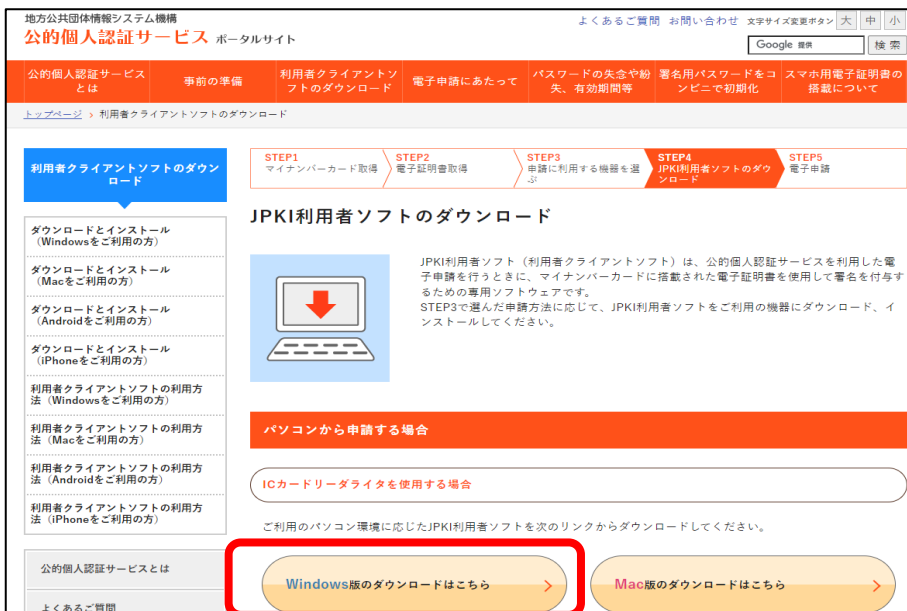 地方公共団体情報システム機構
公的個人認証サービス ポータルサイト
よくあるご質問 お問い合わせ 文字サイズ変更ボタン 大 中 小
Google 提供 検索
公的個人認証サービスとは
事前の準備
利用者クライアントソフトのダウンロード
電子申請にあたって
パスワードの失念や紛失、有効期間等
署名用パスワードをコンビニで初期化
スマホ用電子証明書の搭載について
トップページ > 利用者クライアントソフトのダウンロード
利用者クライアントソフトのダウン
ロード
ダウンロードとインストール
（Windowsをご利用の方）
ダウンロードとインストール
（Macをご利用の方）
ダウンロードとインストール
（Androidをご利用の方）
ダウンロードとインストール
（iPhoneをご利用の方）
利用者クライアントソフトの利用方
法（Windowsをご利用の方）
利用者クライアントソフトの利用方
法（Macをご利用の方）
利用者クライアントソフトの利用方
法（Androidをご利用の方）
利用者クライアントソフトの利用方
法（iPhoneをご利用の方）
公的個人認証サービスとは
よくあるご質問
STEP1
マイナンバーカード取得
STEP2
電子証明書取得
STEP3
申請に利用する機器を選
ぶ
STEP4
JPKI利用者ソフトのダウ
ンロード
STEP5
電子申請
JPKI利用者ソフトのダウンロード
JPKI利用者ソフト（利用者クライアントソフト）は、公的個人認証サービスを利用した電
子申請を行うときに、マイナンバーカードに搭載された電子証明書を使用して署名を付与す
るための専用ソフトウェアです。
STEP3で選んだ申請方法に応じて、JPKI利用者ソフトをご利用の機器にダウンロード、イ
ンストールしてください。
パソコンから申請する場合
ICカードリーダライタを使用する場合
ご利用のパソコン環境に応じたJPKI利用者ソフトを次のリンクからダウンロードしてください。
Windows版のダウンロードはこちら
Mac版のダウンロードはこちら